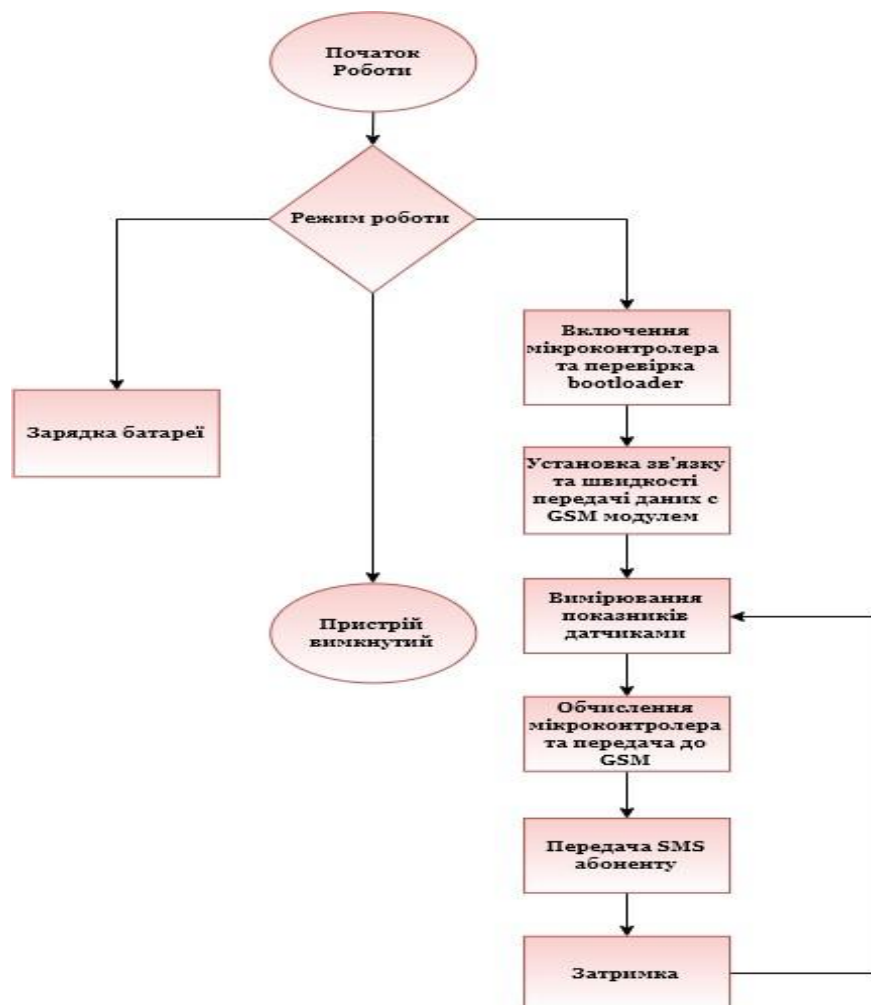 Початок
Роботи
Режим роботи
Включення
мікроконтролера
та перевірка
bootloader
Зарядка батареї
Установка зв'язку
та швидкості
передачі даних с
GSM модулем
Вимірювання
показників
датчиками
Пристрій
вимкнутий
Обчислення
мікроконтролера
та передача до
GSM
Передача SMS
абоненту
Затримка